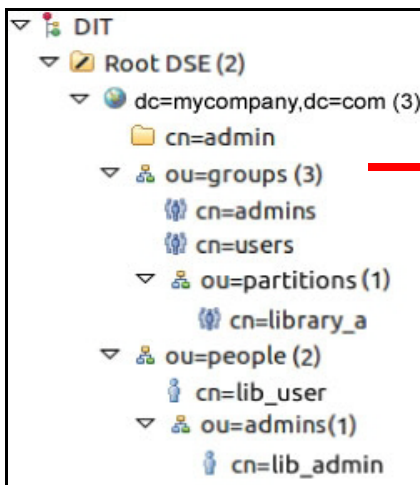 DIT
Root DSE (2)
dc=mycompany,dc=com (3)
cn=admin
ou=groups (3)
cn=admins
cn=users
ou=partitions (1)
cn=library_a
ou=people (2)
cn=lib_user
ou=admins(1)
cn=lib_admin